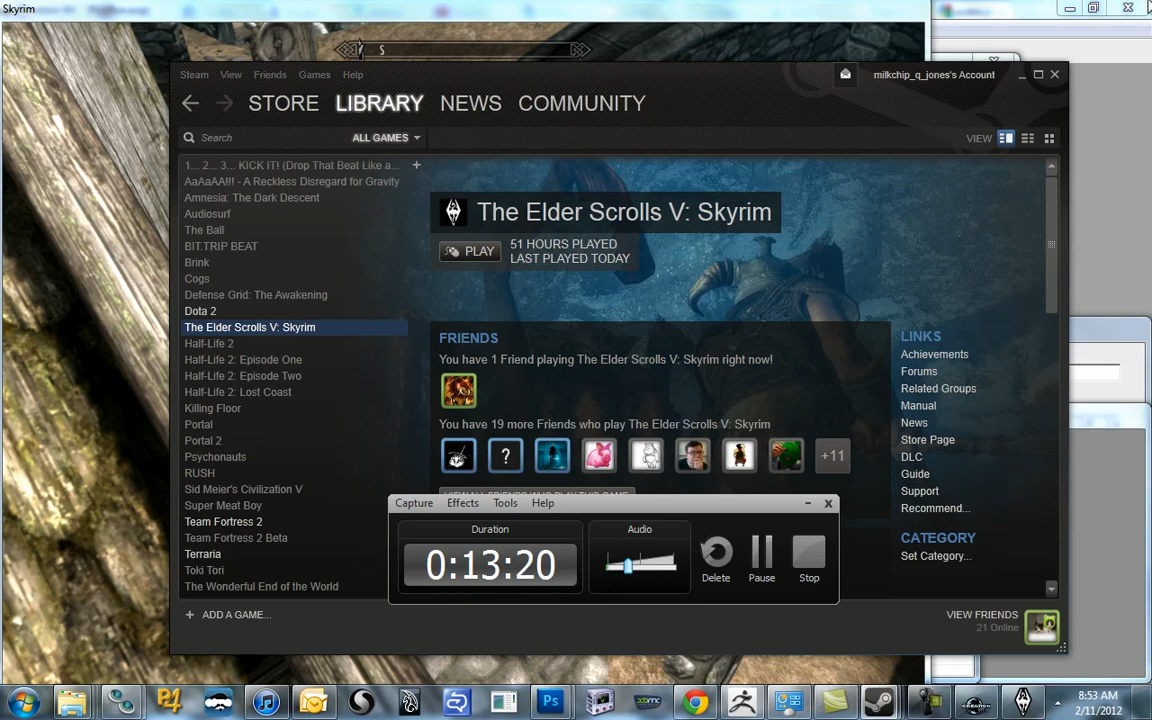 Skyrim
S
Steam View Friends Games Help
milkchip_q_jones's Account
STORE LIBRARY NEWS COMMUNITY
Search
ALL GAMES
VIEW
1... 2... 3... KICK IT! (Drop That Beat Like a...
AaAaAA!!! - A Reckless Disregard for Gravity
Amnesia: The Dark Descent
Audiosurf
The Ball
BIT.TRIP BEAT
Brink
Cogs
Defense Grid: The Awakening
Dota 2
The Elder Scrolls V: Skyrim
Half-Life 2
Half-Life 2: Episode One
Half-Life 2: Episode Two
Half-Life 2: Lost Coast
Killing Floor
Portal
Portal 2
Psychonauts
RUSH
Sid Meier's Civilization V
Super Meat Boy
Team Fortress 2
Team Fortress 2 Beta
Terraria
Toki Tori
The Wonderful End of the World
+ ADD A GAME...
The Elder Scrolls V: Skyrim
PLAY
51 HOURS PLAYED
LAST PLAYED TODAY
FRIENDS
You have 1 Friend playing The Elder Scrolls V: Skyrim right now!
You have 19 more Friends who play The Elder Scrolls V: Skyrim
?
+11
VIEW ALL FRIENDS WHO PLAY THIS GAME
LINKS
Achievements
Forums
Related Groups
Manual
News
Store Page
DLC
Guide
Support
Recommend...
CATEGORY
Set Category...
Capture Effects Tools Help
Duration
0:13:20
Audio
Delete Pause Stop
VIEW FRIENDS
21 Online
Ps
xbmc
8:53 AM
2/11/2012